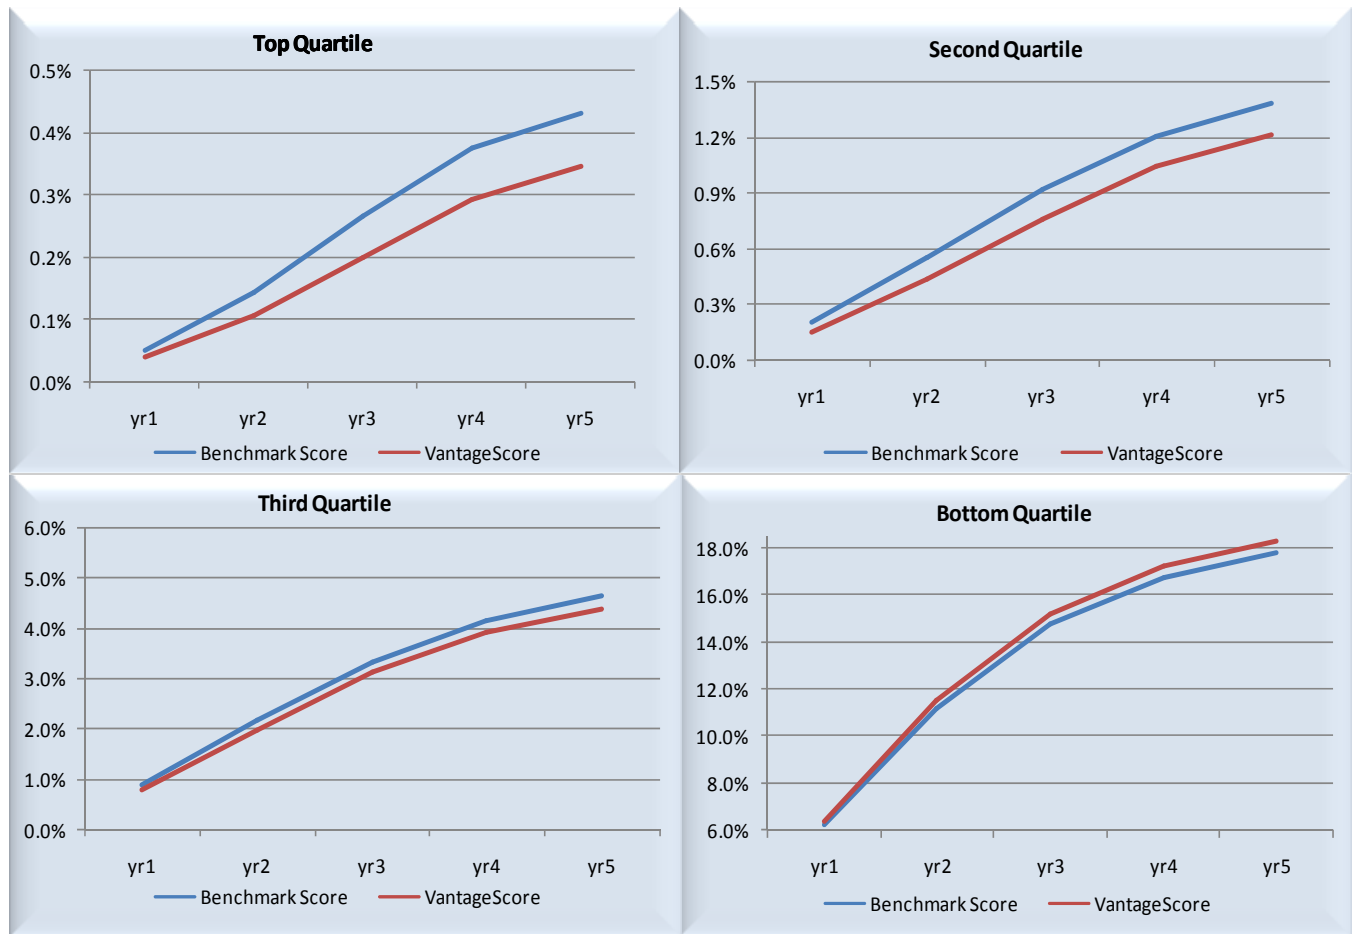 Top Quartile
0.5%
0.4%
0.3%
0.2%
0.1%
0.0%
yr1 yr2 yr3 yr4 yr5
Benchmark Score VantageScore
Second Quartile
1.5%
1.2%
0.9%
0.6%
0.3%
0.0%
yr1 yr2 yr3 yr4 yr5
Benchmark Score VantageScore
Third Quartile
6.0%
5.0%
4.0%
3.0%
2.0%
1.0%
0.0%
yr1 yr2 yr3 yr4 yr5
Benchmark Score VantageScore
Bottom Quartile
18.0%
16.0%
14.0%
12.0%
10.0%
8.0%
6.0%
yr1 yr2 yr3 yr4 yr5
Benchmark Score VantageScore